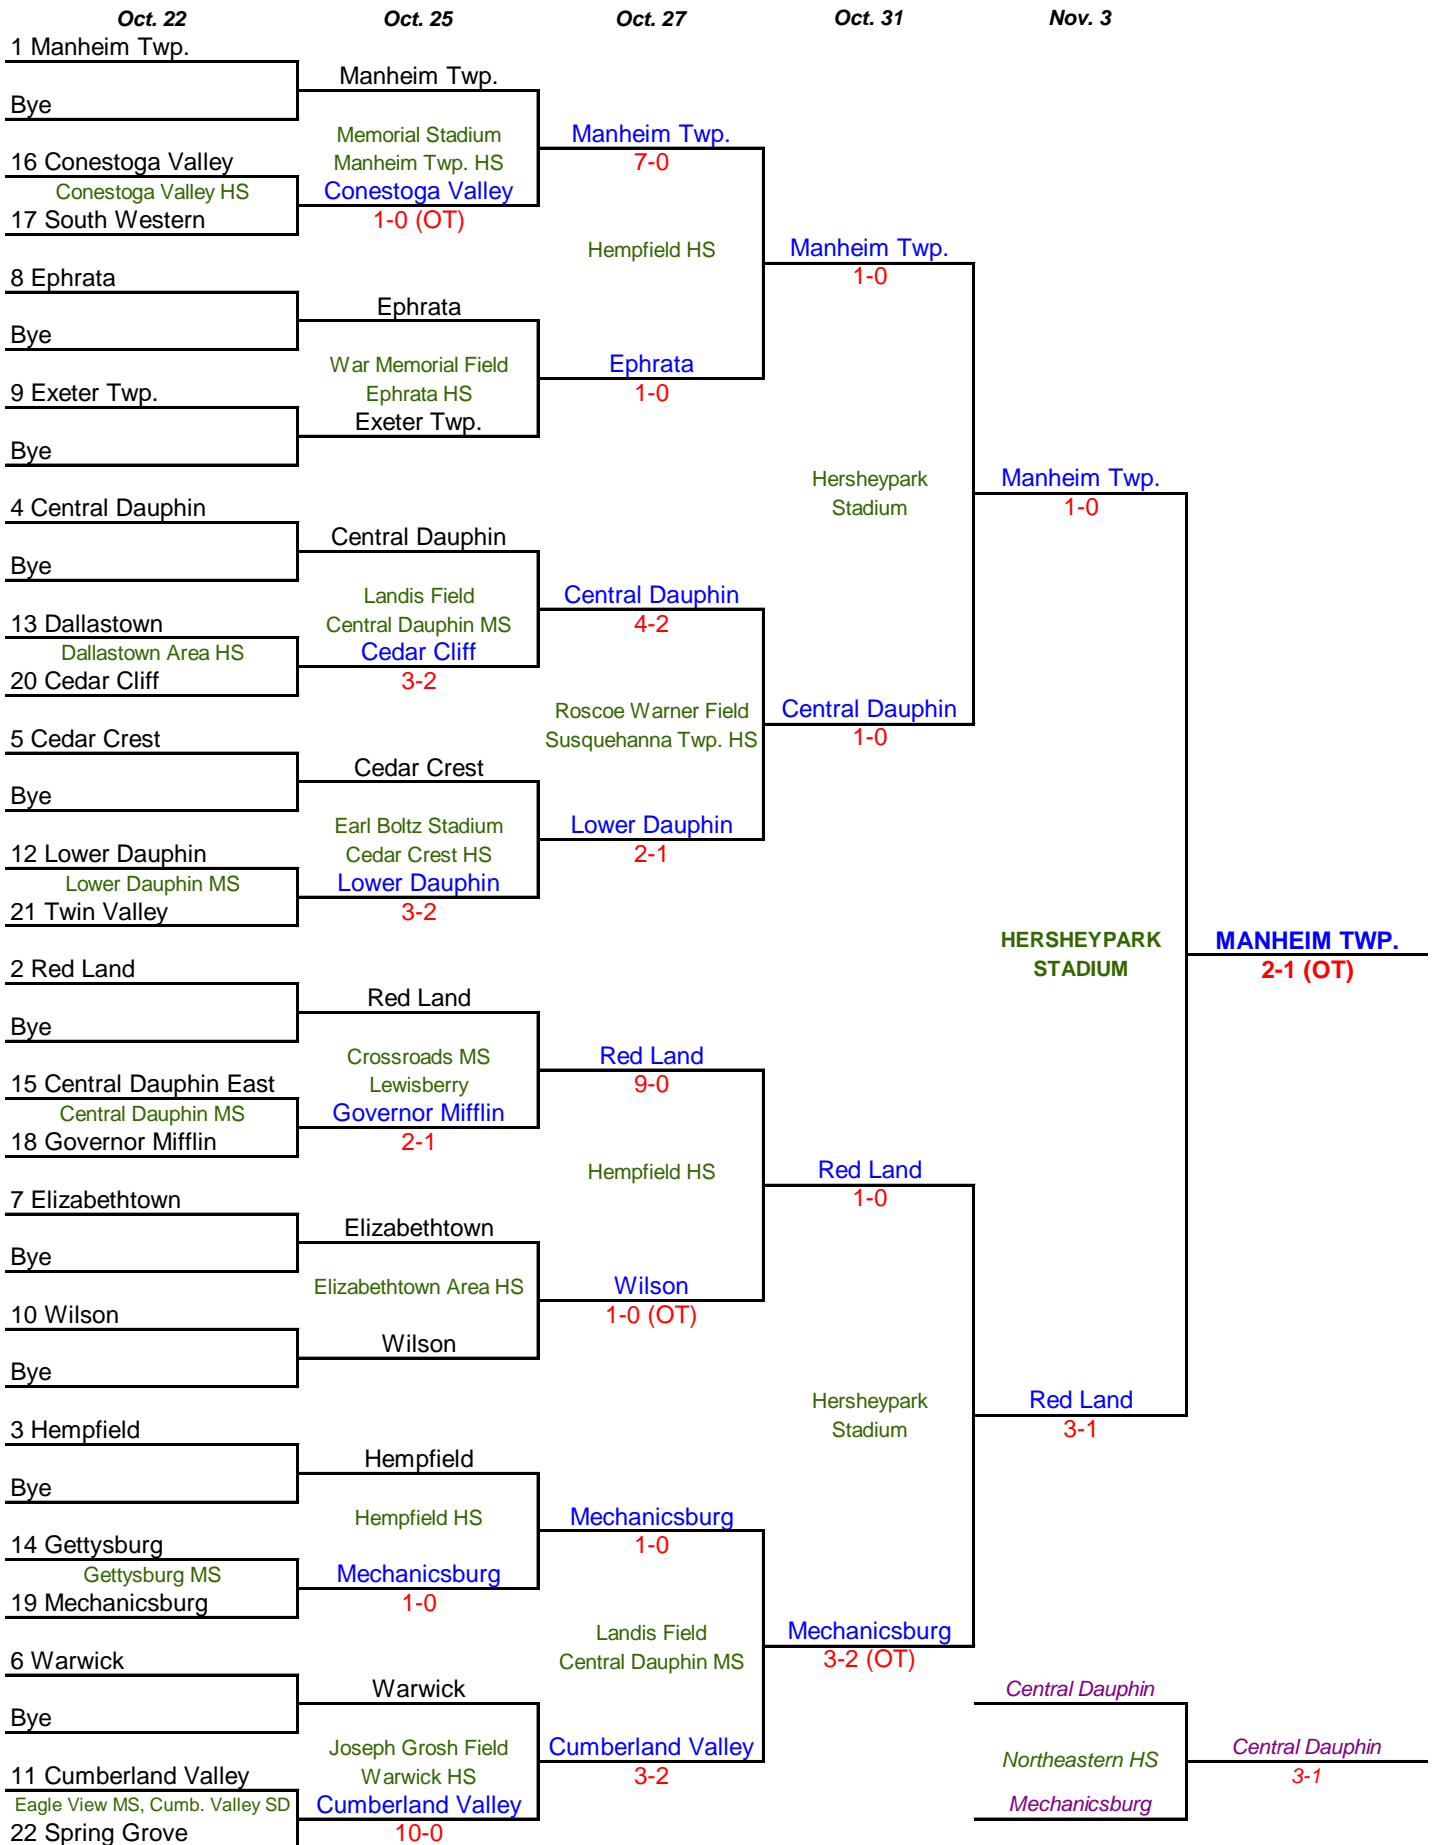 Oct. 22 Oct. 25 Oct. 27 Oct. 31 Nov. 3
1 Manheim Twp.
Bye
16 Conestoga Valley
Conestoga Valley HS
17 South Western
8 Ephrata
Bye
9 Exeter Twp.
Bye
4 Central Dauphin
Bye
13 Dallastown
Dallastown Area HS
20 Cedar Cliff
5 Cedar Crest
Bye
12 Lower Dauphin
Lower Dauphin MS
21 Twin Valley
2 Red Land
Bye
15 Central Dauphin East
Central Dauphin MS
18 Governor Mifflin
7 Elizabethtown
Bye
10 Wilson
Bye
3 Hempfield
Bye
14 Gettysburg
Gettysburg MS
19 Mechanicsburg
6 Warwick
Bye
11 Cumberland Valley
Eagle View MS, Cumb. Valley SD
22 Spring Grove
Manheim Twp.
Memorial Stadium
Manheim Twp. HS
Conestoga Valley
1-0 (OT)
Ephrata
War Memorial Field
Ephrata HS
Exeter Twp.
Central Dauphin
Landis Field
Central Dauphin MS
Cedar Cliff
3-2
Cedar Crest
Earl Boltz Stadium
Cedar Crest HS
Lower Dauphin
3-2
Red Land
Crossroads MS
Lewisberry
Governor Mifflin
2-1
Elizabethtown
Elizabethtown Area HS
Wilson
Hempfield
Hempfield HS
Mechanicsburg
1-0
Warwick
Joseph Grosh Field
Warwick HS
Cumberland Valley
10-0
Manheim Twp.
7-0
Hempfield HS
Ephrata
1-0
Central Dauphin
4-2
Roscoe Warner Field
Susquehanna Twp. HS
Lower Dauphin
2-1
Red Land
9-0
Hempfield HS
Wilson
1-0 (OT)
Mechanicsburg
1-0
Landis Field
Central Dauphin MS
Cumberland Valley
3-2
Manheim Twp.
1-0
Hersheypark
Stadium
Central Dauphin
1-0
Red Land
1-0
Hersheypark
Stadium
Mechanicsburg
3-2 (OT)
Manheim Twp.
1-0
HERSHEYPARK
STADIUM
Red Land
3-1
MANHEIM TWP.
2-1 (OT)
Central Dauphin
Northeastern HS
Mechanicsburg
Central Dauphin
3-1